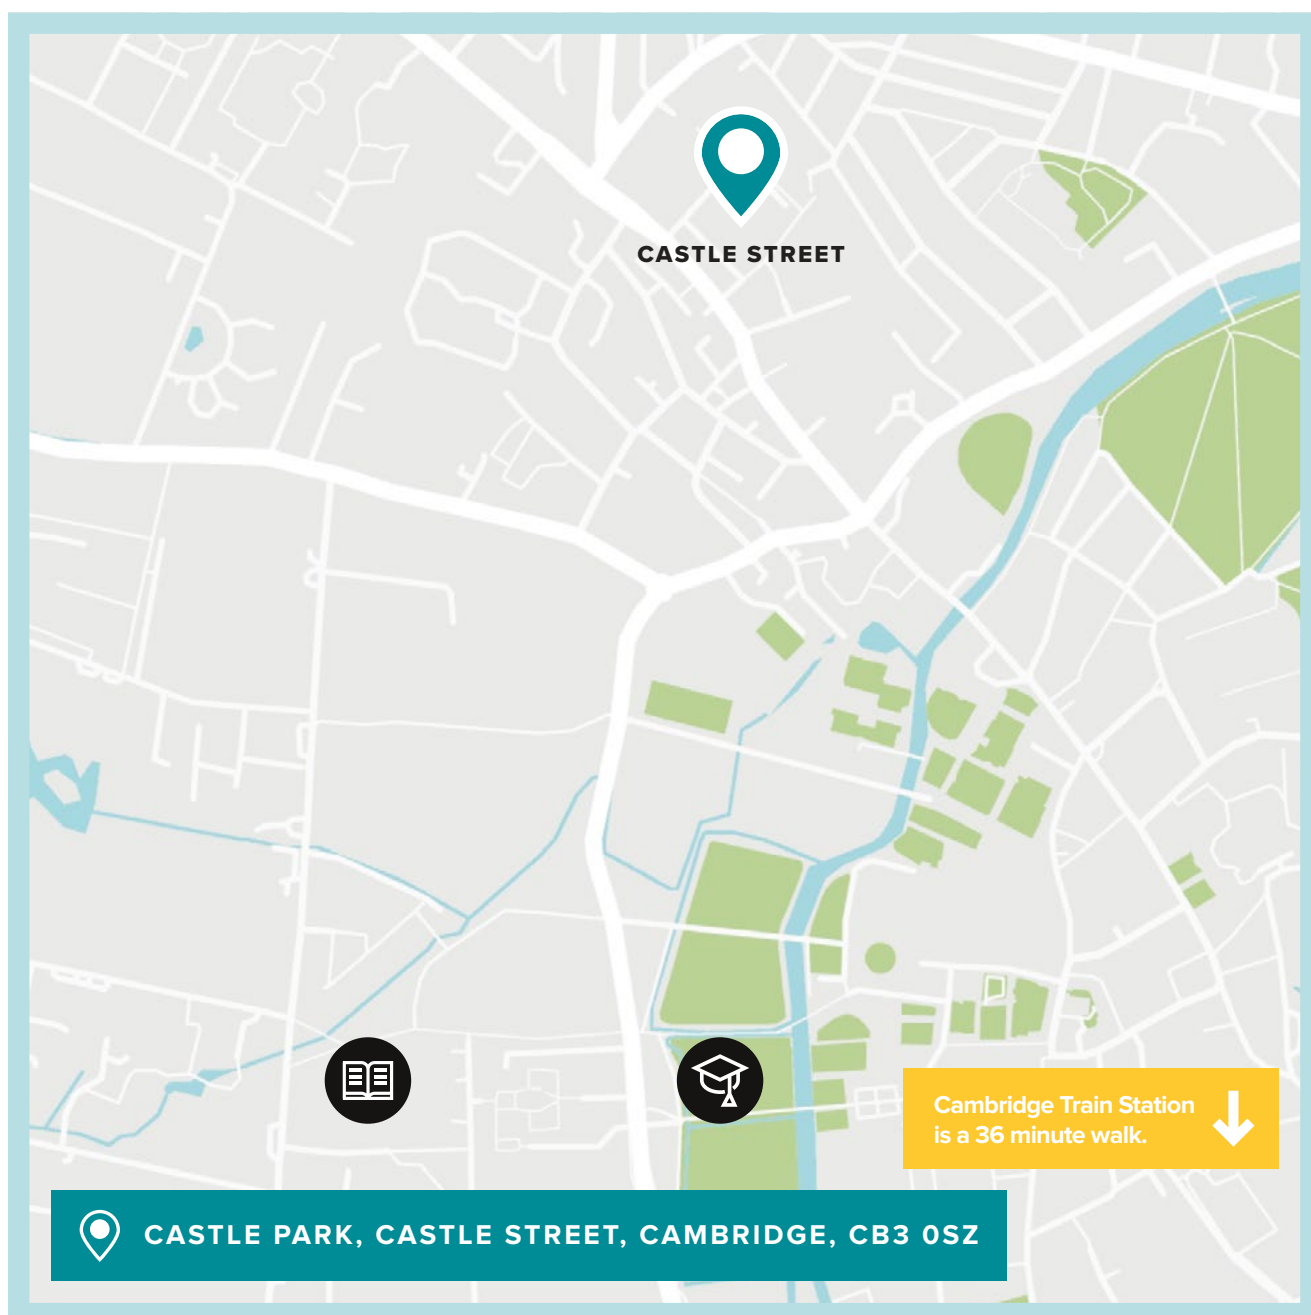 CASTLE STREET
Cambridge Train Station
is a 36 minute walk.
CASTLE PARK, CASTLE STREET, CAMBRIDGE, CB3 0SZ